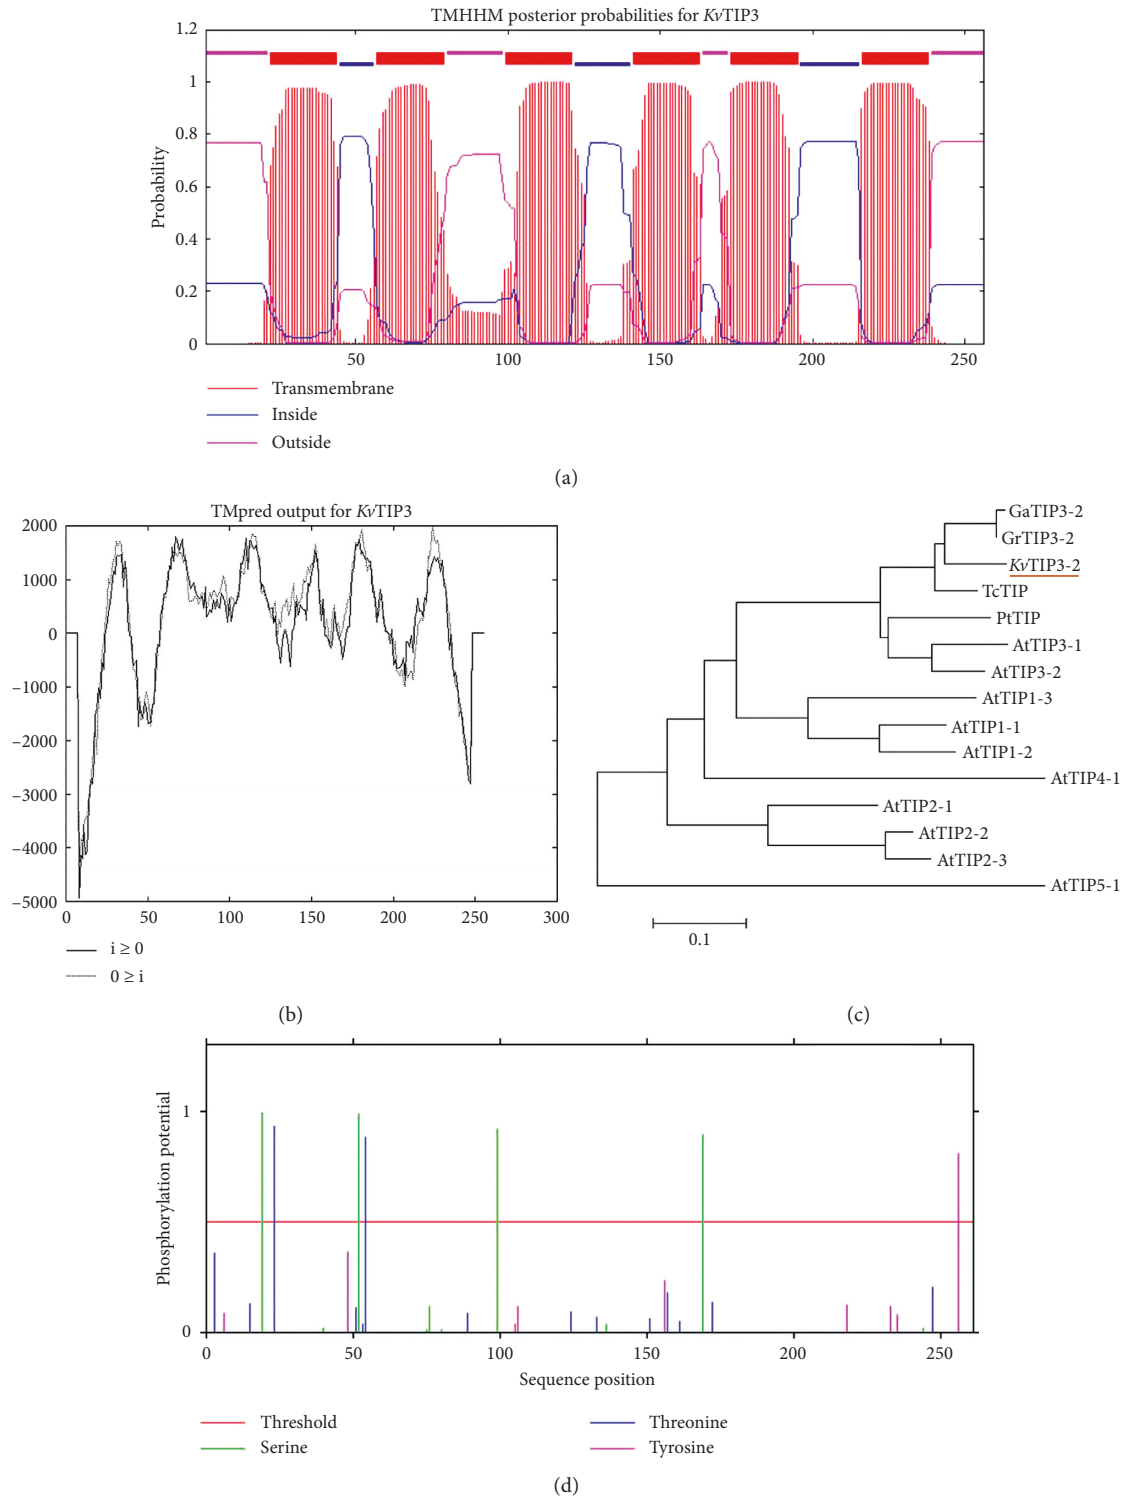 TMHHM posterior probabilities for KvTIP3
1.2
1
0.8
0.6
0.4
0.2
0
Probability
50
100
150
200
250
Transmembrane
Inside
Outside
(a)
TMpred output for KvTIP3
2000
1000
0
−1000
−2000
−3000
−4000
−5000
0
50
100
150
200
250
300
i ≥ 0
0 ≥ i
(b)
GaTIP3-2
GrTIP3-2
KvTIP3-2
TcTIP
PtTIP
AtTIP3-1
AtTIP3-2
AtTIP1-3
AtTIP1-1
AtTIP1-2
AtTIP4-1
AtTIP2-1
AtTIP2-2
AtTIP2-3
AtTIP5-1
0.1
(c)
Phosphorylation potential
1
0
0
50
100
150
200
250
Sequence position
Threshold
Serine
Threonine
Tyrosine
(d)